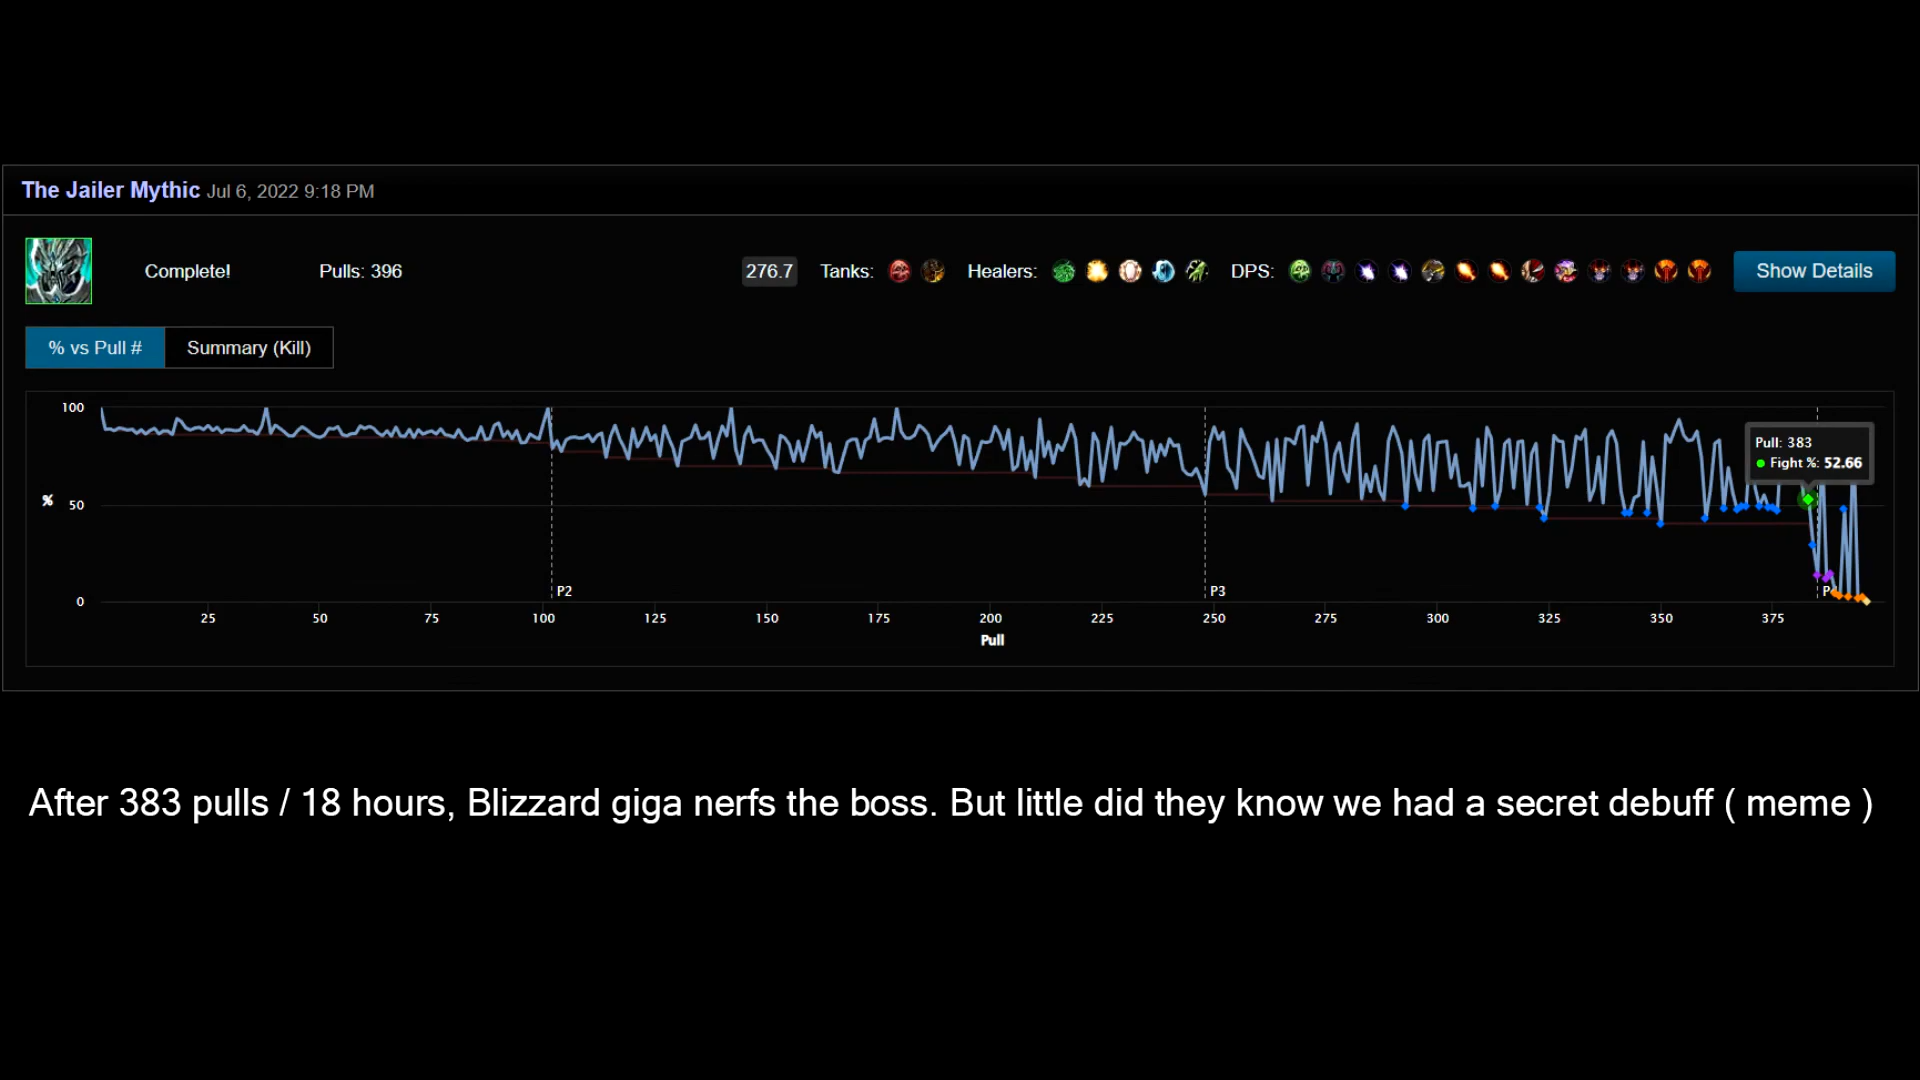 The Jailer Mythic Jul 6, 2022 9:18 PM
Complete! Pulls: 396 276.7 Tanks: Healers: DPS: Show Details
% vs Pull # Summary (Kill)
100
Pull: 383
Fight %: 52.66
% 50
P2 P3 P
0
25 50 75 100 125 150 175 200 225 250 275 300 325 350 375
Pull
After 383 pulls / 18 hours, Blizzard giga nerfs the boss. But little did they know we had a secret debuff ( meme )